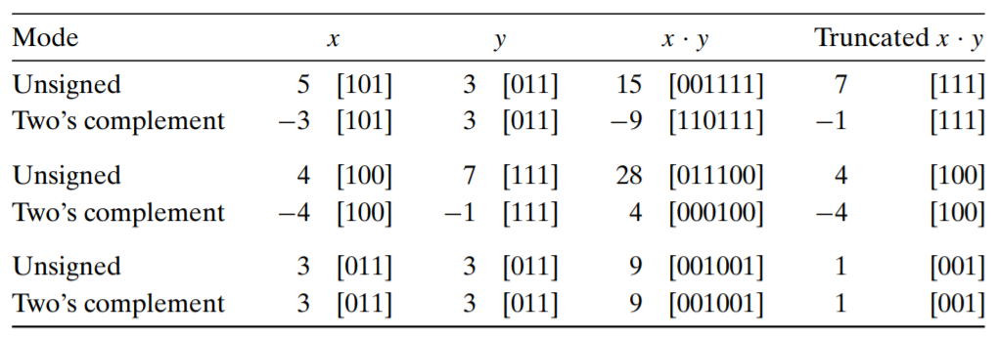 Mode x y x · y Truncated x · y
Unsigned 5 [101] 3 [011] 15 [001111] 7 [111]
Two’s complement −3 [101] 3 [011] −9 [110111] −1 [111]
Unsigned 4 [100] 7 [111] 28 [011100] 4 [100]
Two’s complement −4 [100] −1 [111] 4 [000100] −4 [100]
Unsigned 3 [011] 3 [011] 9 [001001] 1 [001]
Two’s complement 3 [011] 3 [011] 9 [001001] 1 [001]